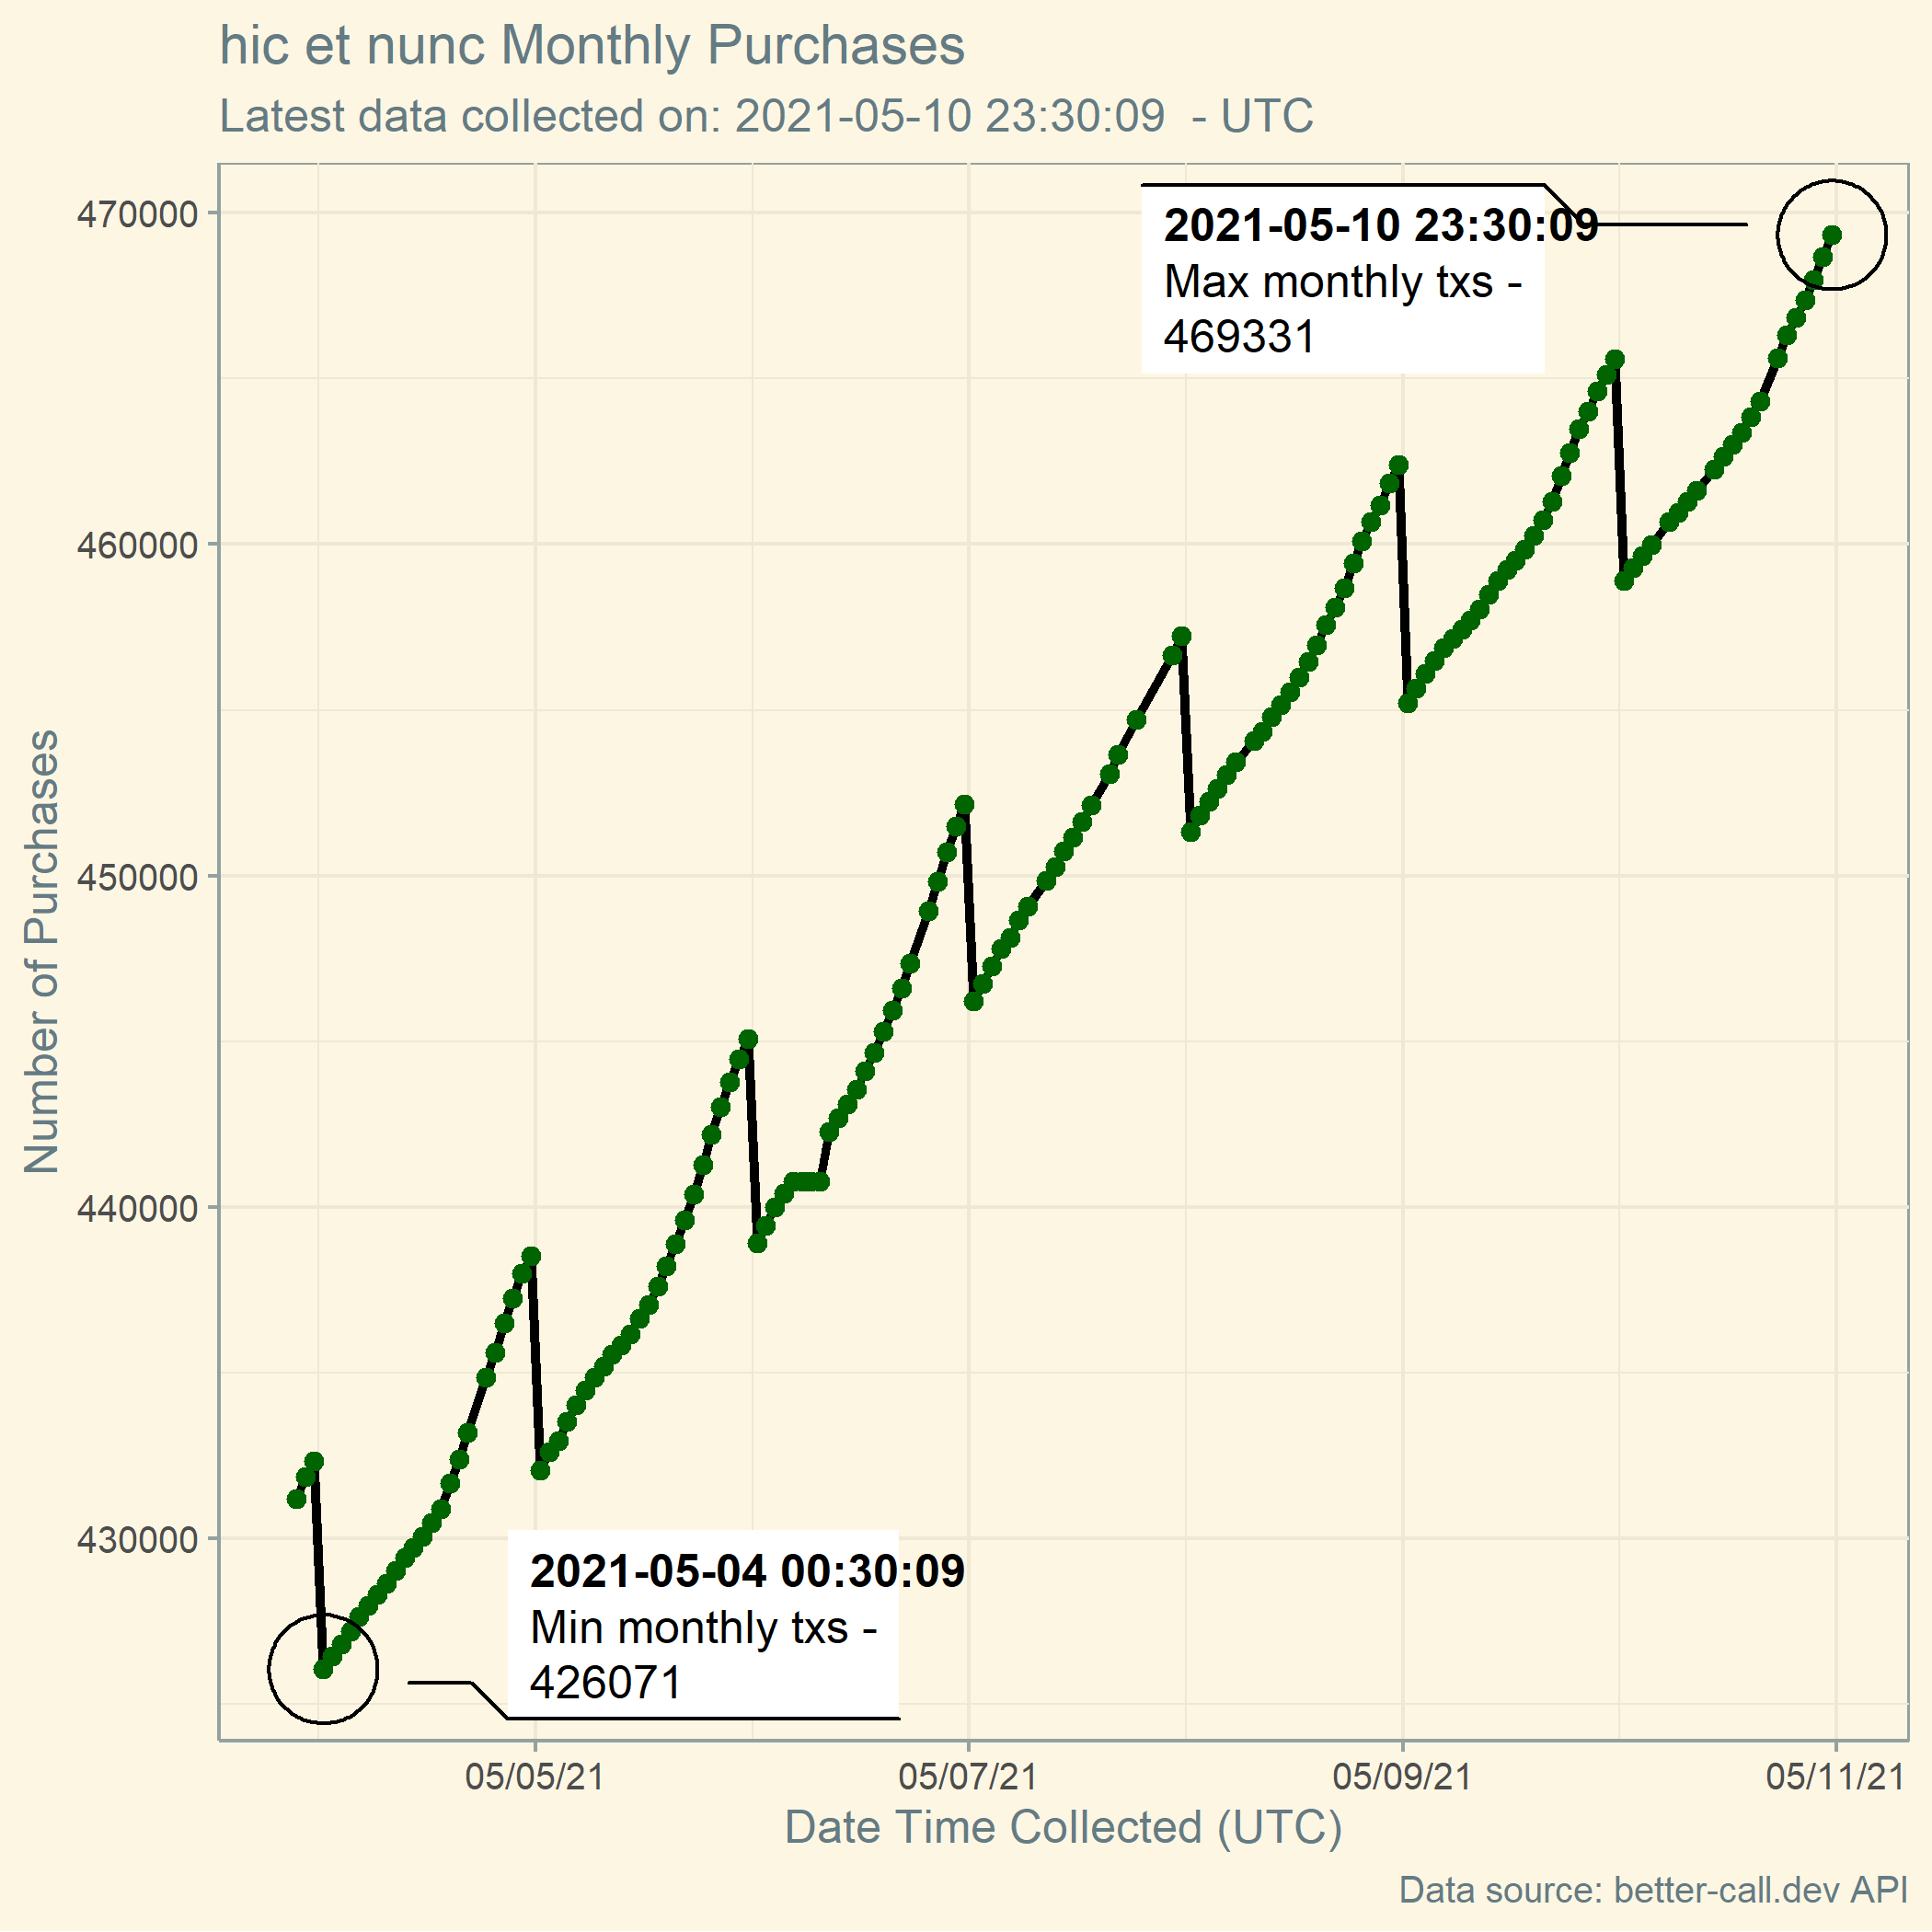 hic et nunc Monthly Purchases
Latest data collected on: 2021-05-10 23:30:09  - UTC
470000
460000
450000
440000
430000
Number of Purchases
2021-05-10 23:30:09
Max monthly txs -
469331
2021-05-04 00:30:09
Min monthly txs -
426071
05/05/21
05/07/21
05/09/21
05/11/21
Date Time Collected (UTC)
Data source: better-call.dev API